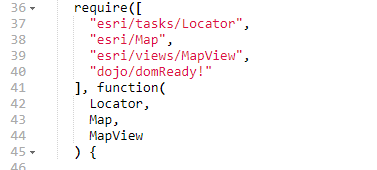 36 require([
37 "esri/tasks/Locator",
38 "esri/Map",
39 "esri/views/MapView",
40 "dojo/domReady!"
41 ], function(
42 Locator,
43 Map,
44 MapView
45 ) {
46